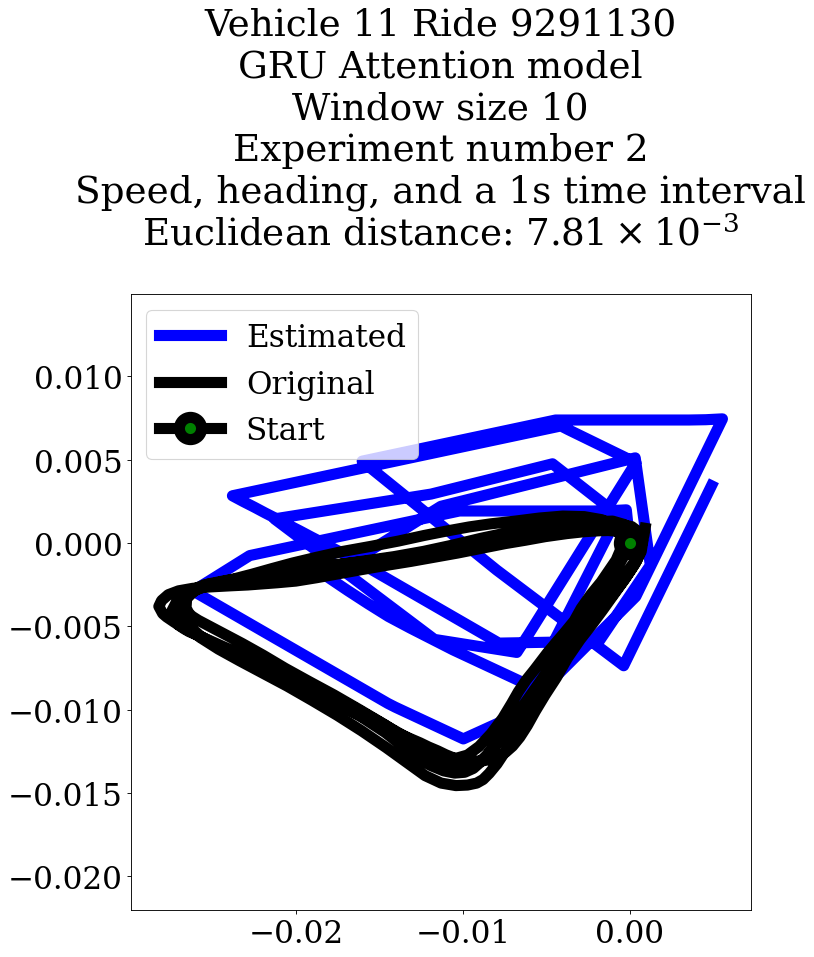 Vehicle 11 Ride 9291130
GRU Attention model
Window size 10
Experiment number 2
Speed, heading, and a 1s time interval
Euclidean distance: 7.81 × 10⁻³
Estimated
Original
Start
0.010
0.005
0.000
−0.005
−0.010
−0.015
−0.020
−0.02 −0.01 0.00